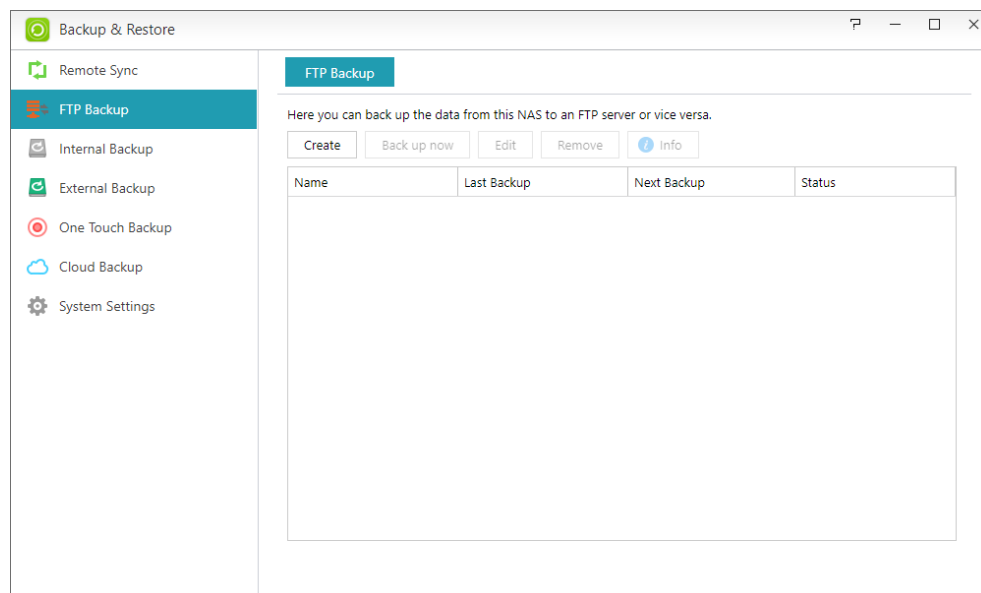 Backup & Restore
Remote Sync
FTP Backup
Internal Backup
External Backup
One Touch Backup
Cloud Backup
System Settings
FTP Backup
Here you can back up the data from this NAS to an FTP server or vice versa.
Create Back up now Edit Remove Info
Name Last Backup Next Backup Status